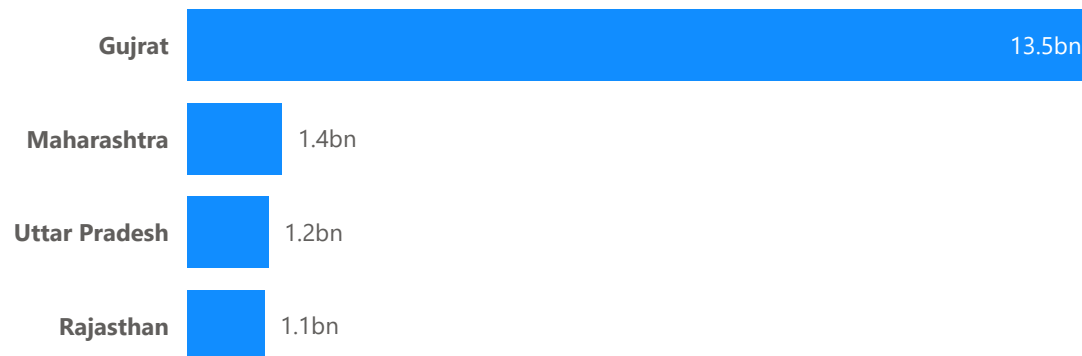 Gujrat 13.5bn
Maharashtra 1.4bn
Uttar Pradesh 1.2bn
Rajasthan 1.1bn